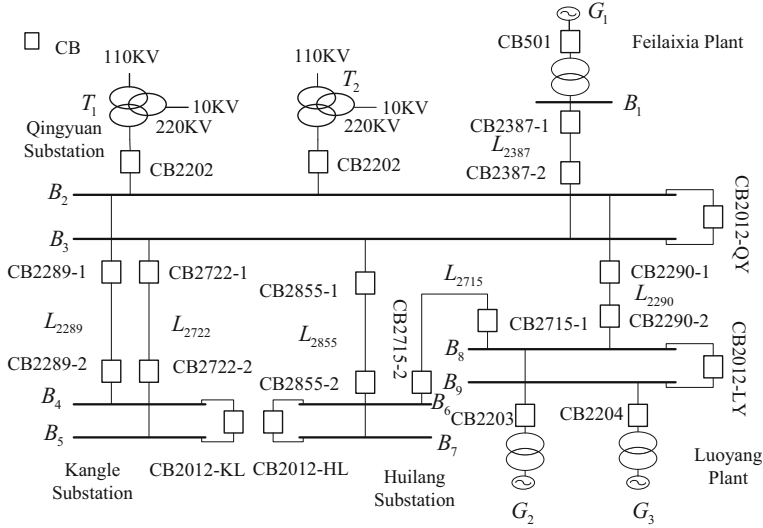 G1
CB
CB501
Feilaixia Plant
110KV
110KV
T1
T2
10KV
10KV
220KV
220KV
B1
Qingyuan
Substation
CB2387-1
L2387
CB2202
CB2202
CB2387-2
B2
CB2012-QY
B3
CB2289-1
CB2722-1
CB2855-1
CB2715-2
L2715
CB2290-1
L2290
L2289
L2722
L2855
CB2715-1
CB2290-2
CB2289-2
CB2722-2
CB2855-2
B8
CB2012-LY
B9
B4
B6
CB2203
CB2204
B5
B7
Kangle
Substation
CB2012-KL
CB2012-HL
Huilang
Substation
Luoyang
Plant
G2
G3